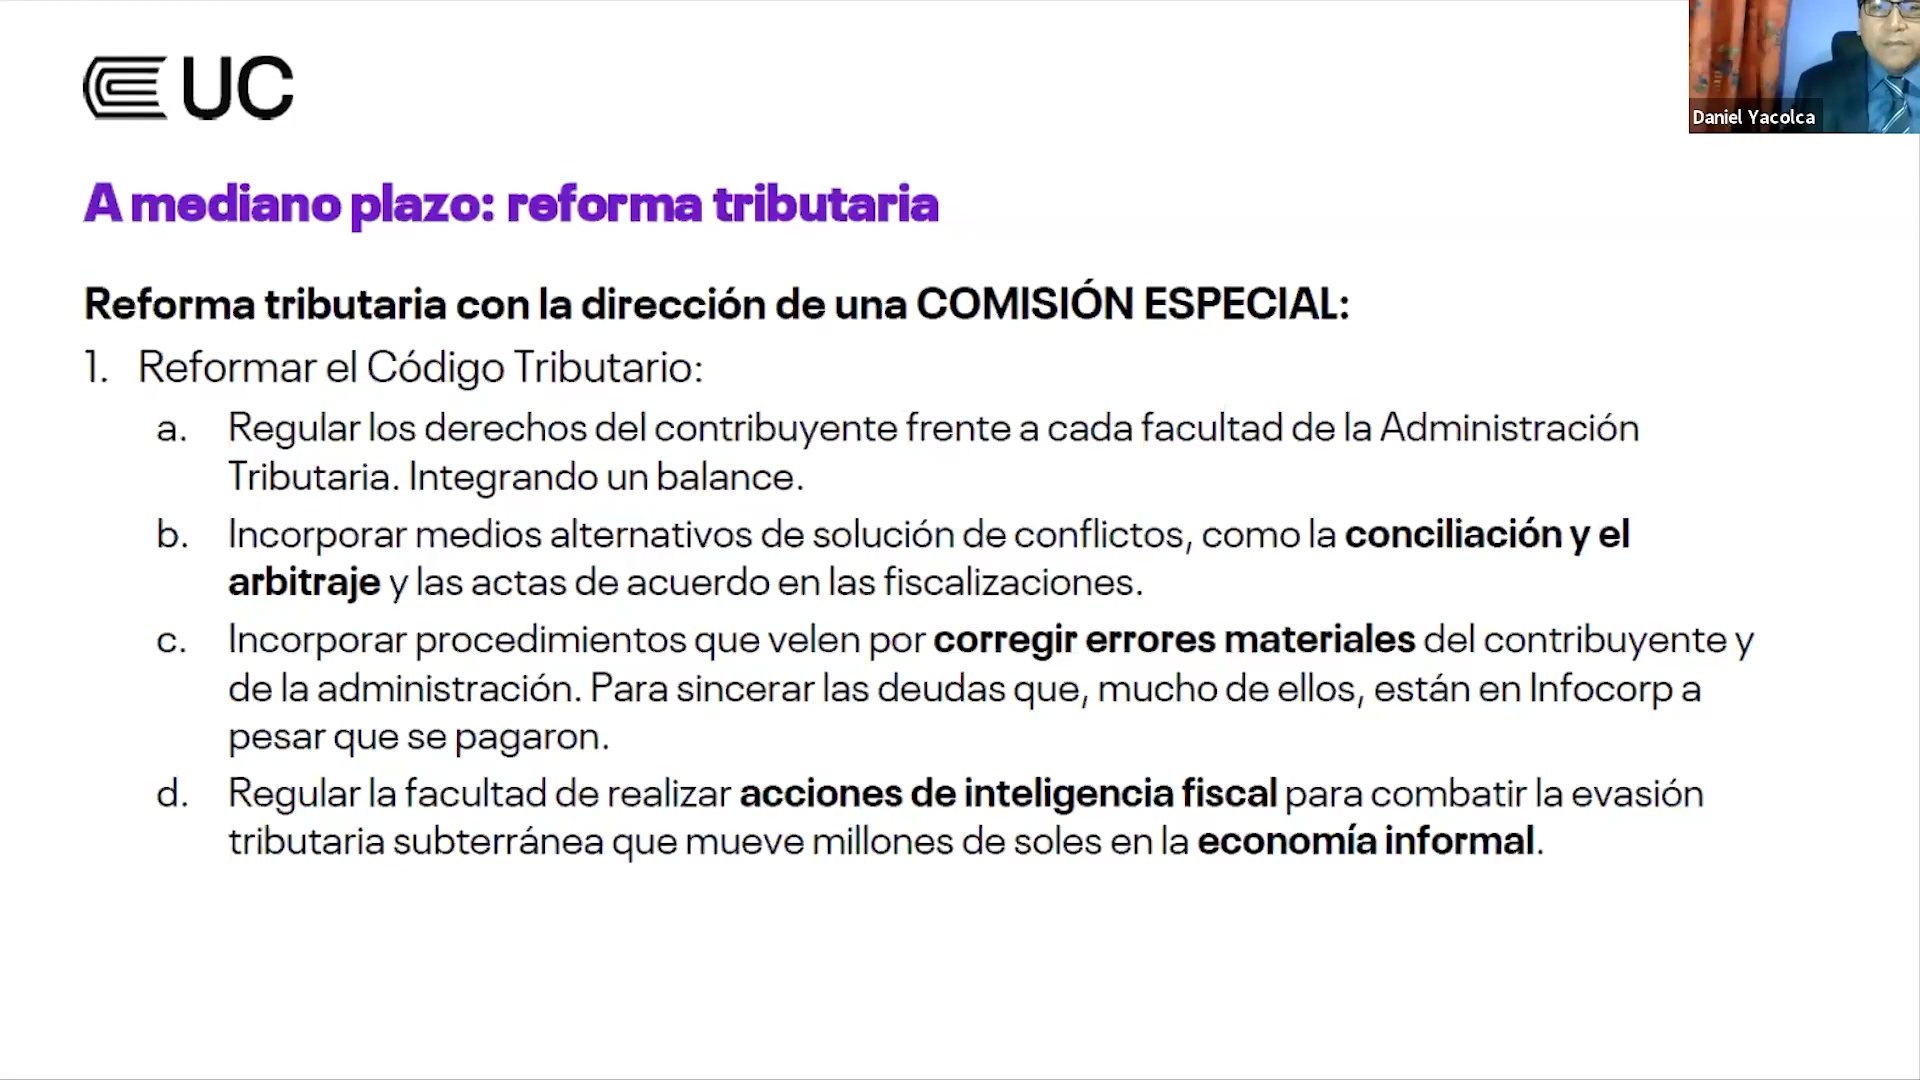 UC
Daniel Yacolca
A mediano plazo: reforma tributaria
Reforma tributaria con la dirección de una COMISIÓN ESPECIAL:
1. Reformar el Código Tributario:
a. Regular los derechos del contribuyente frente a cada facultad de la Administración
Tributaria. Integrando un balance.
b. Incorporar medios alternativos de solución de conflictos, como la conciliación y el
arbitraje y las actas de acuerdo en las fiscalizaciones.
c. Incorporar procedimientos que velen por corregir errores materiales del contribuyente y
de la administración. Para sincerar las deudas que, mucho de ellos, están en Infocorp a
pesar que se pagaron.
d. Regular la facultad de realizar acciones de inteligencia fiscal para combatir la evasión
tributaria subterránea que mueve millones de soles en la economía informal.